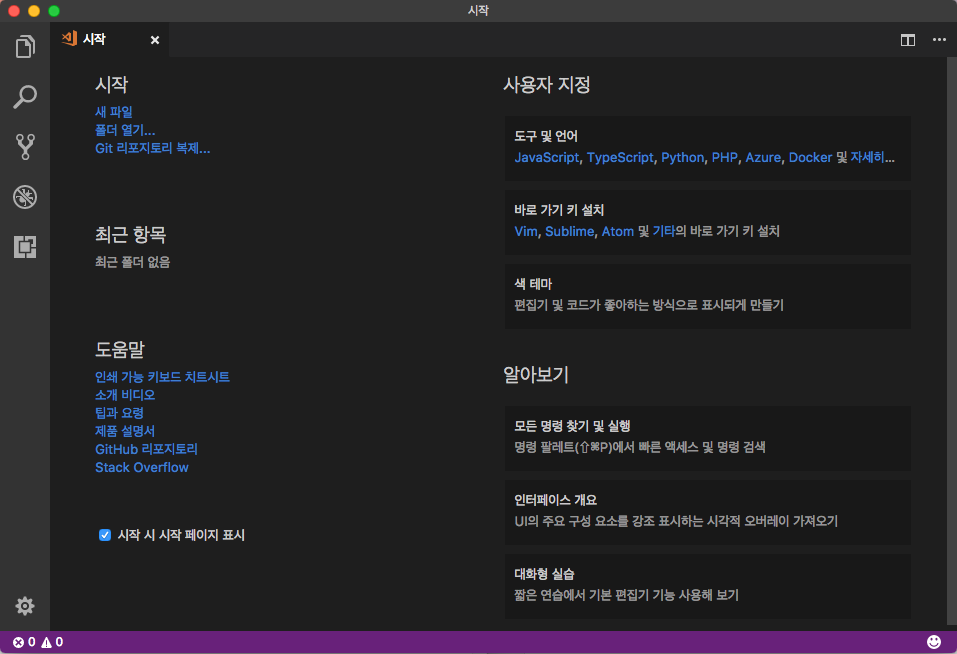 시작
시작
시작
새 파일
폴더 열기...
Git 리포지토리 복제...
최근 항목
최근 폴더 없음
도움말
인쇄 가능 키보드 치트시트
소개 비디오
팁과 요령
제품 설명서
GitHub 리포지토리
Stack Overflow
시작 시 시작 페이지 표시
사용자 지정
도구 및 언어
JavaScript, TypeScript, Python, PHP, Azure, Docker 및 자세히...
바로 가기 키 설치
Vim, Sublime, Atom 및 기타의 바로 가기 키 설치
색 테마
편집기 및 코드가 좋아하는 방식으로 표시되게 만들기
알아보기
모든 명령 찾기 및 실행
명령 팔레트(⇧⌘P)에서 빠른 액세스 및 명령 검색
인터페이스 개요
UI의 주요 구성 요소를 강조 표시하는 시각적 오버레이 가져오기
대화형 실습
짧은 연습에서 기본 편집기 기능 사용해 보기
0 0